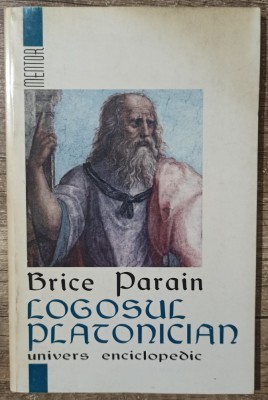 MENTOR
Brice Parain
LOGOSUL
PLATONICIAN
univers enciclopedic